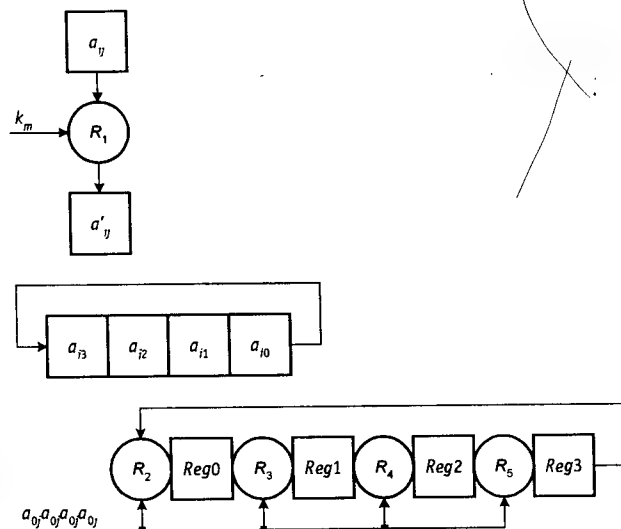 a_ij
k_m
R_1
a'_ij
a_i3 a_i2 a_i1 a_i0
R_2 Reg0 R_3 Reg1 R_4 Reg2 R_5 Reg3
a_0j a_0j a_0j a_0j